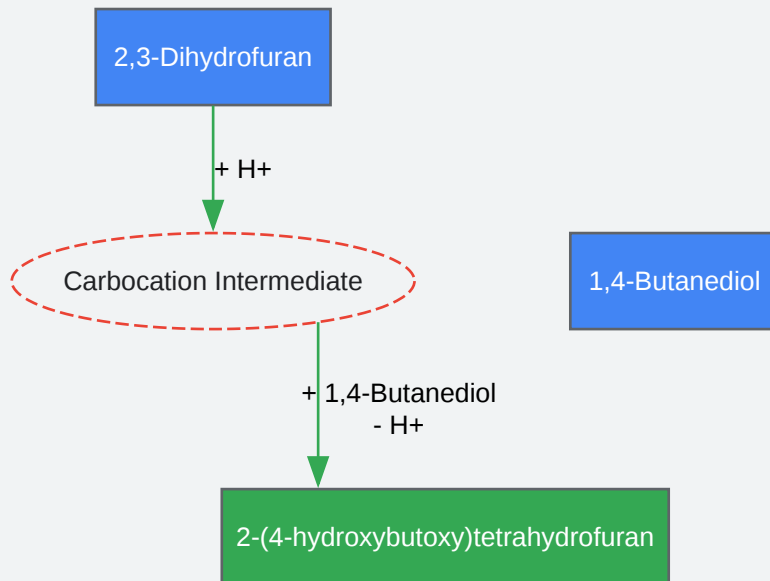 2,3-Dihydrofuran
+ H+
Carbocation Intermediate
1,4-Butanediol
+ 1,4-Butanediol
- H+
2-(4-hydroxybutoxy)tetrahydrofuran